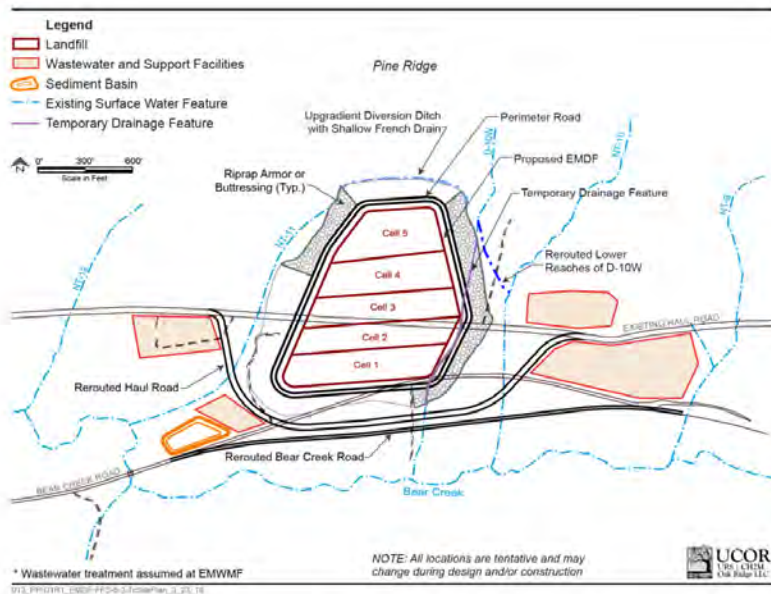 Legend
Landfill
Wastewater and Support Facilities
Sediment Basin
Existing Surface Water Feature
Temporary Drainage Feature
N
0' 300' 600'
Scale in Feet
Pine Ridge
Upgradient Diversion Ditch
with Shallow French Drain
Perimeter Road
D-10W
NT-10
Riprap Armor or
Buttressing (Typ.)
Proposed EMDF
Temporary Drainage Feature
NT-11
Cell 5
Cell 4
Cell 3
Cell 2
Cell 1
Rerouted Lower
Reaches of D-10W
EXISTING HAUL ROAD
Rerouted Haul Road
Rerouted Bear Creek Road
BEAR CREEK ROAD
Bear Creek
* Wastewater treatment assumed at EMWMF
NOTE: All locations are tentative and may
change during design and/or construction
UCOR
URS | CH2M
Oak Ridge LLC